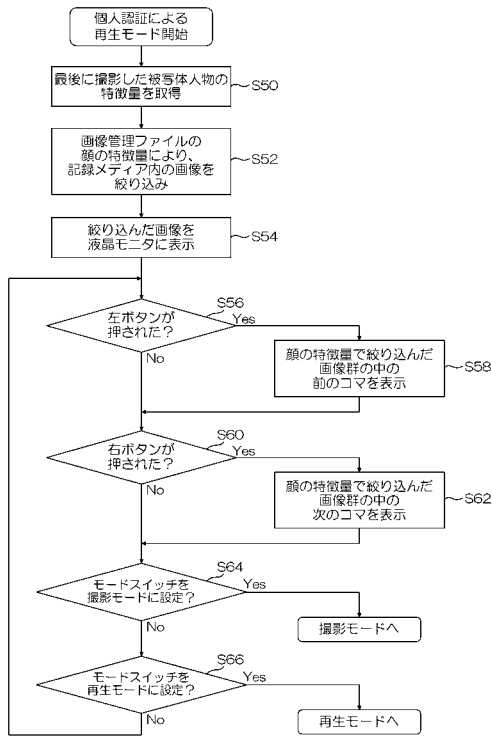 個人認証による
再生モード開始
最後に撮影した被写体人物の
特徴量を取得
S50
画像管理ファイルの
顔の特徴量により、
記録メディア内の画像を
絞り込み
S52
絞り込んだ画像を
液晶モニタに表示
S54
S56
左ボタンが
押された？
Yes
No
顔の特徴量で絞り込んだ
画像群の中の
前のコマを表示
S58
S60
右ボタンが
押された？
Yes
No
顔の特徴量で絞り込んだ
画像群の中の
次のコマを表示
S62
S64
モードスイッチを
撮影モードに設定？
Yes
No
撮影モードへ
S66
モードスイッチを
再生モードに設定？
Yes
No
再生モードへ